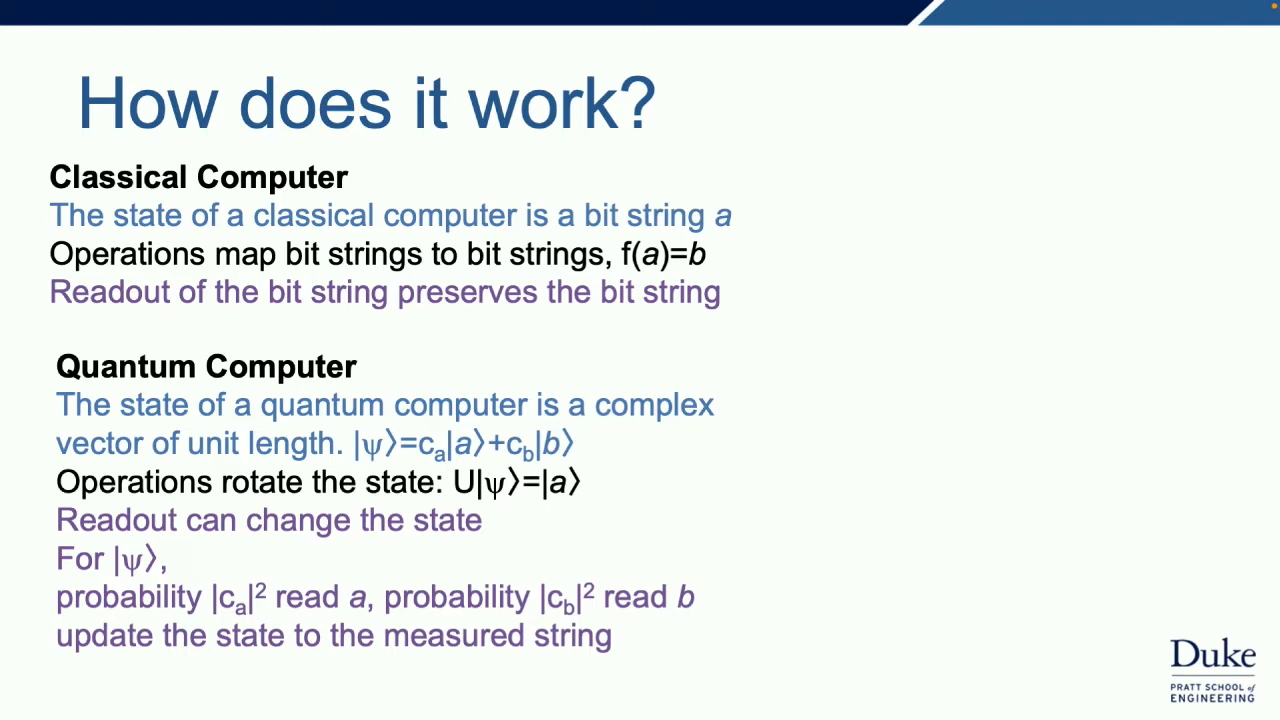 How does it work?
Classical Computer
The state of a classical computer is a bit string a
Operations map bit strings to bit strings, f(a)=b
Readout of the bit string preserves the bit string
Quantum Computer
The state of a quantum computer is a complex
vector of unit length. |ψ⟩=cₐ|a⟩+c_b|b⟩
Operations rotate the state: U|ψ⟩=|a⟩
Readout can change the state
For |ψ⟩,
probability |cₐ|² read a, probability |c_b|² read b
update the state to the measured string
Duke
PRATT SCHOOL of
ENGINEERING